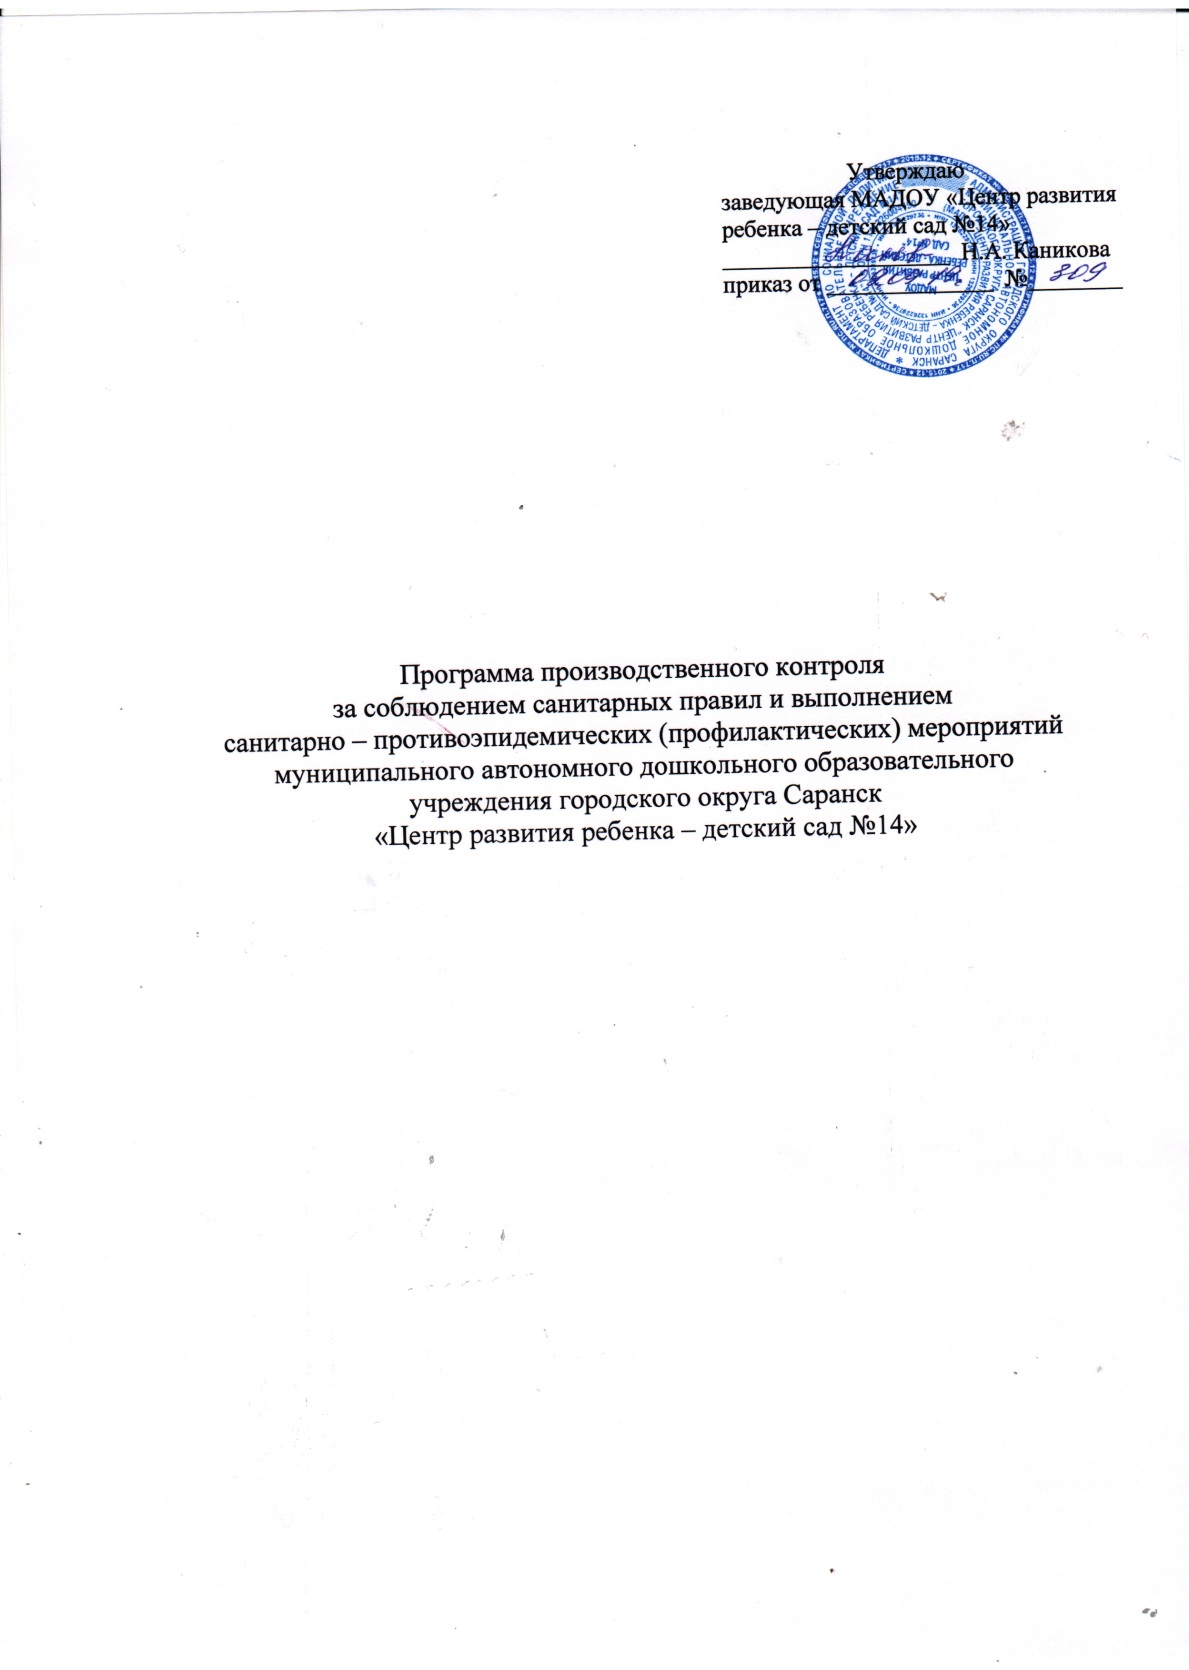 Утверждаю
заведующая МАДОУ «Центр развития
ребенка – детский сад №14»
Н.А. Каникова
приказ от № 309
Программа производственного контроля
за соблюдением санитарных правил и выполнением
санитарно – противоэпидемических (профилактических) мероприятий
муниципального автономного дошкольного образовательного
учреждения городского округа Саранск
«Центр развития ребенка – детский сад №14»